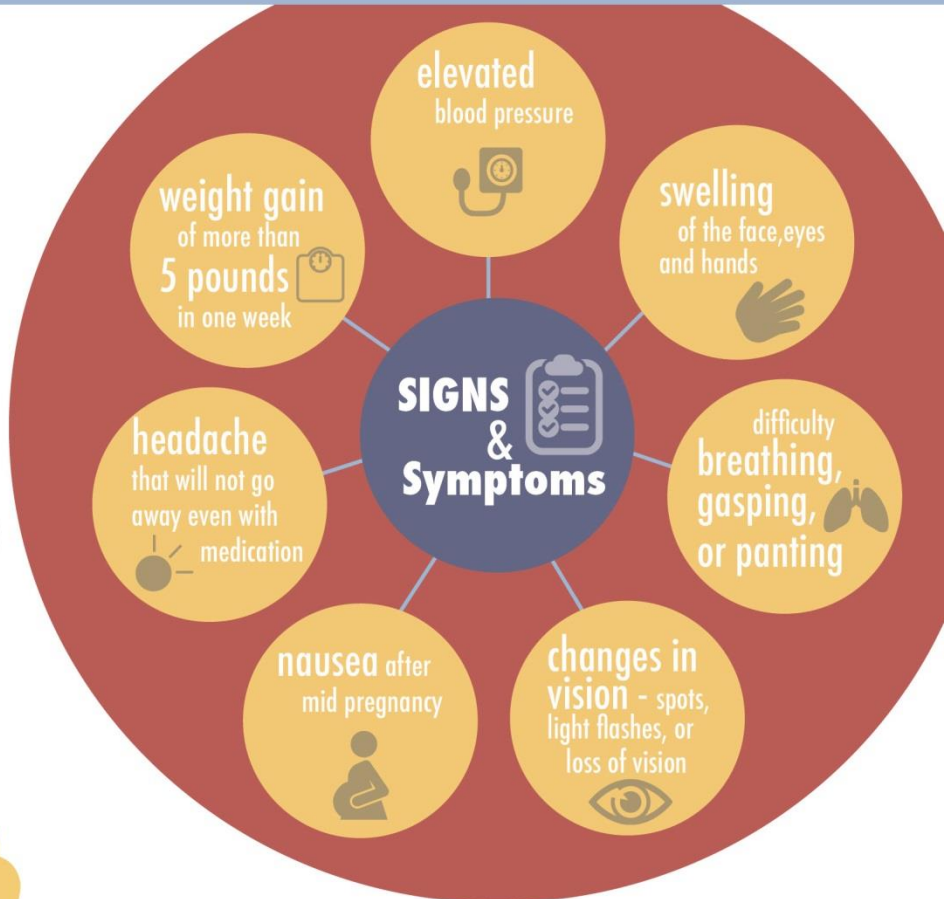 SIGNS
&
Symptoms
elevated
blood pressure
swelling
of the face,eyes
and hands
difficulty
breathing,
gasping,
or panting
changes in
vision - spots,
light flashes, or
loss of vision
nausea after
mid pregnancy
headache
that will not go
away even with
medication
weight gain
of more than
5 pounds
in one week